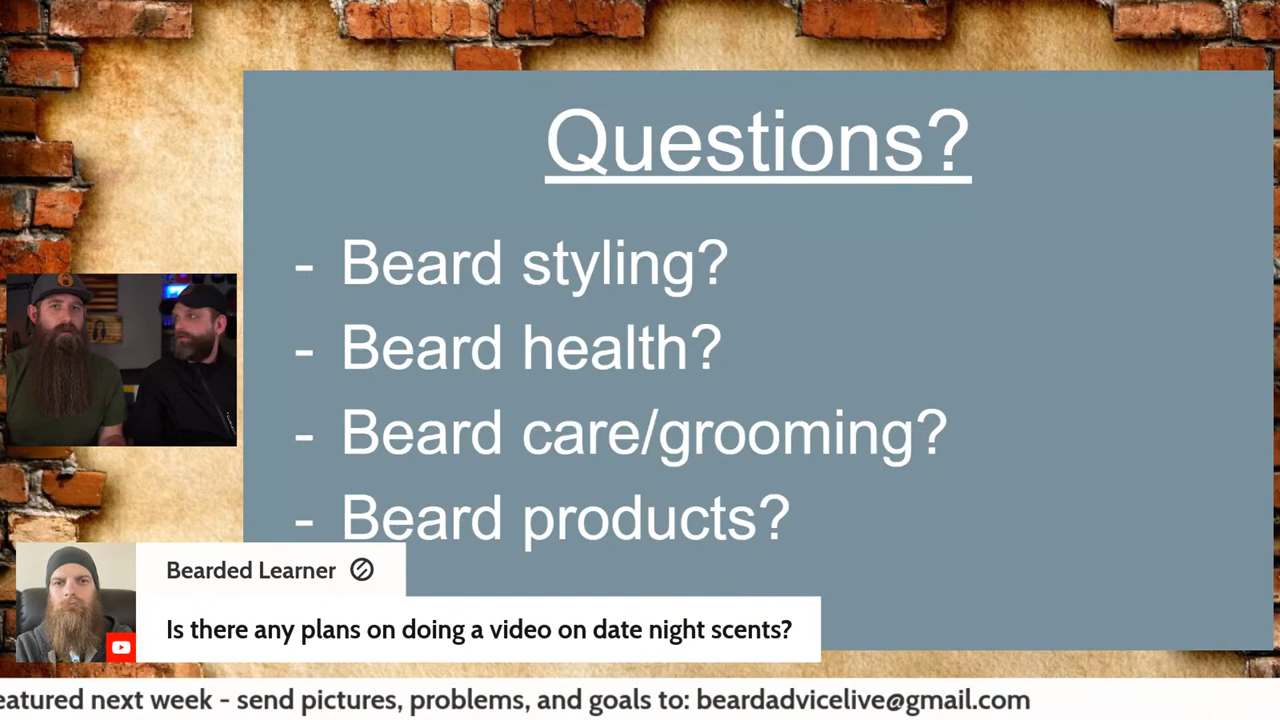 Questions?
- Beard styling?
- Beard health?
- Beard care/grooming?
- Beard products?
Bearded Learner
Is there any plans on doing a video on date night scents?
eatured next week - send pictures, problems, and goals to: beardadvicelive@gmail.com